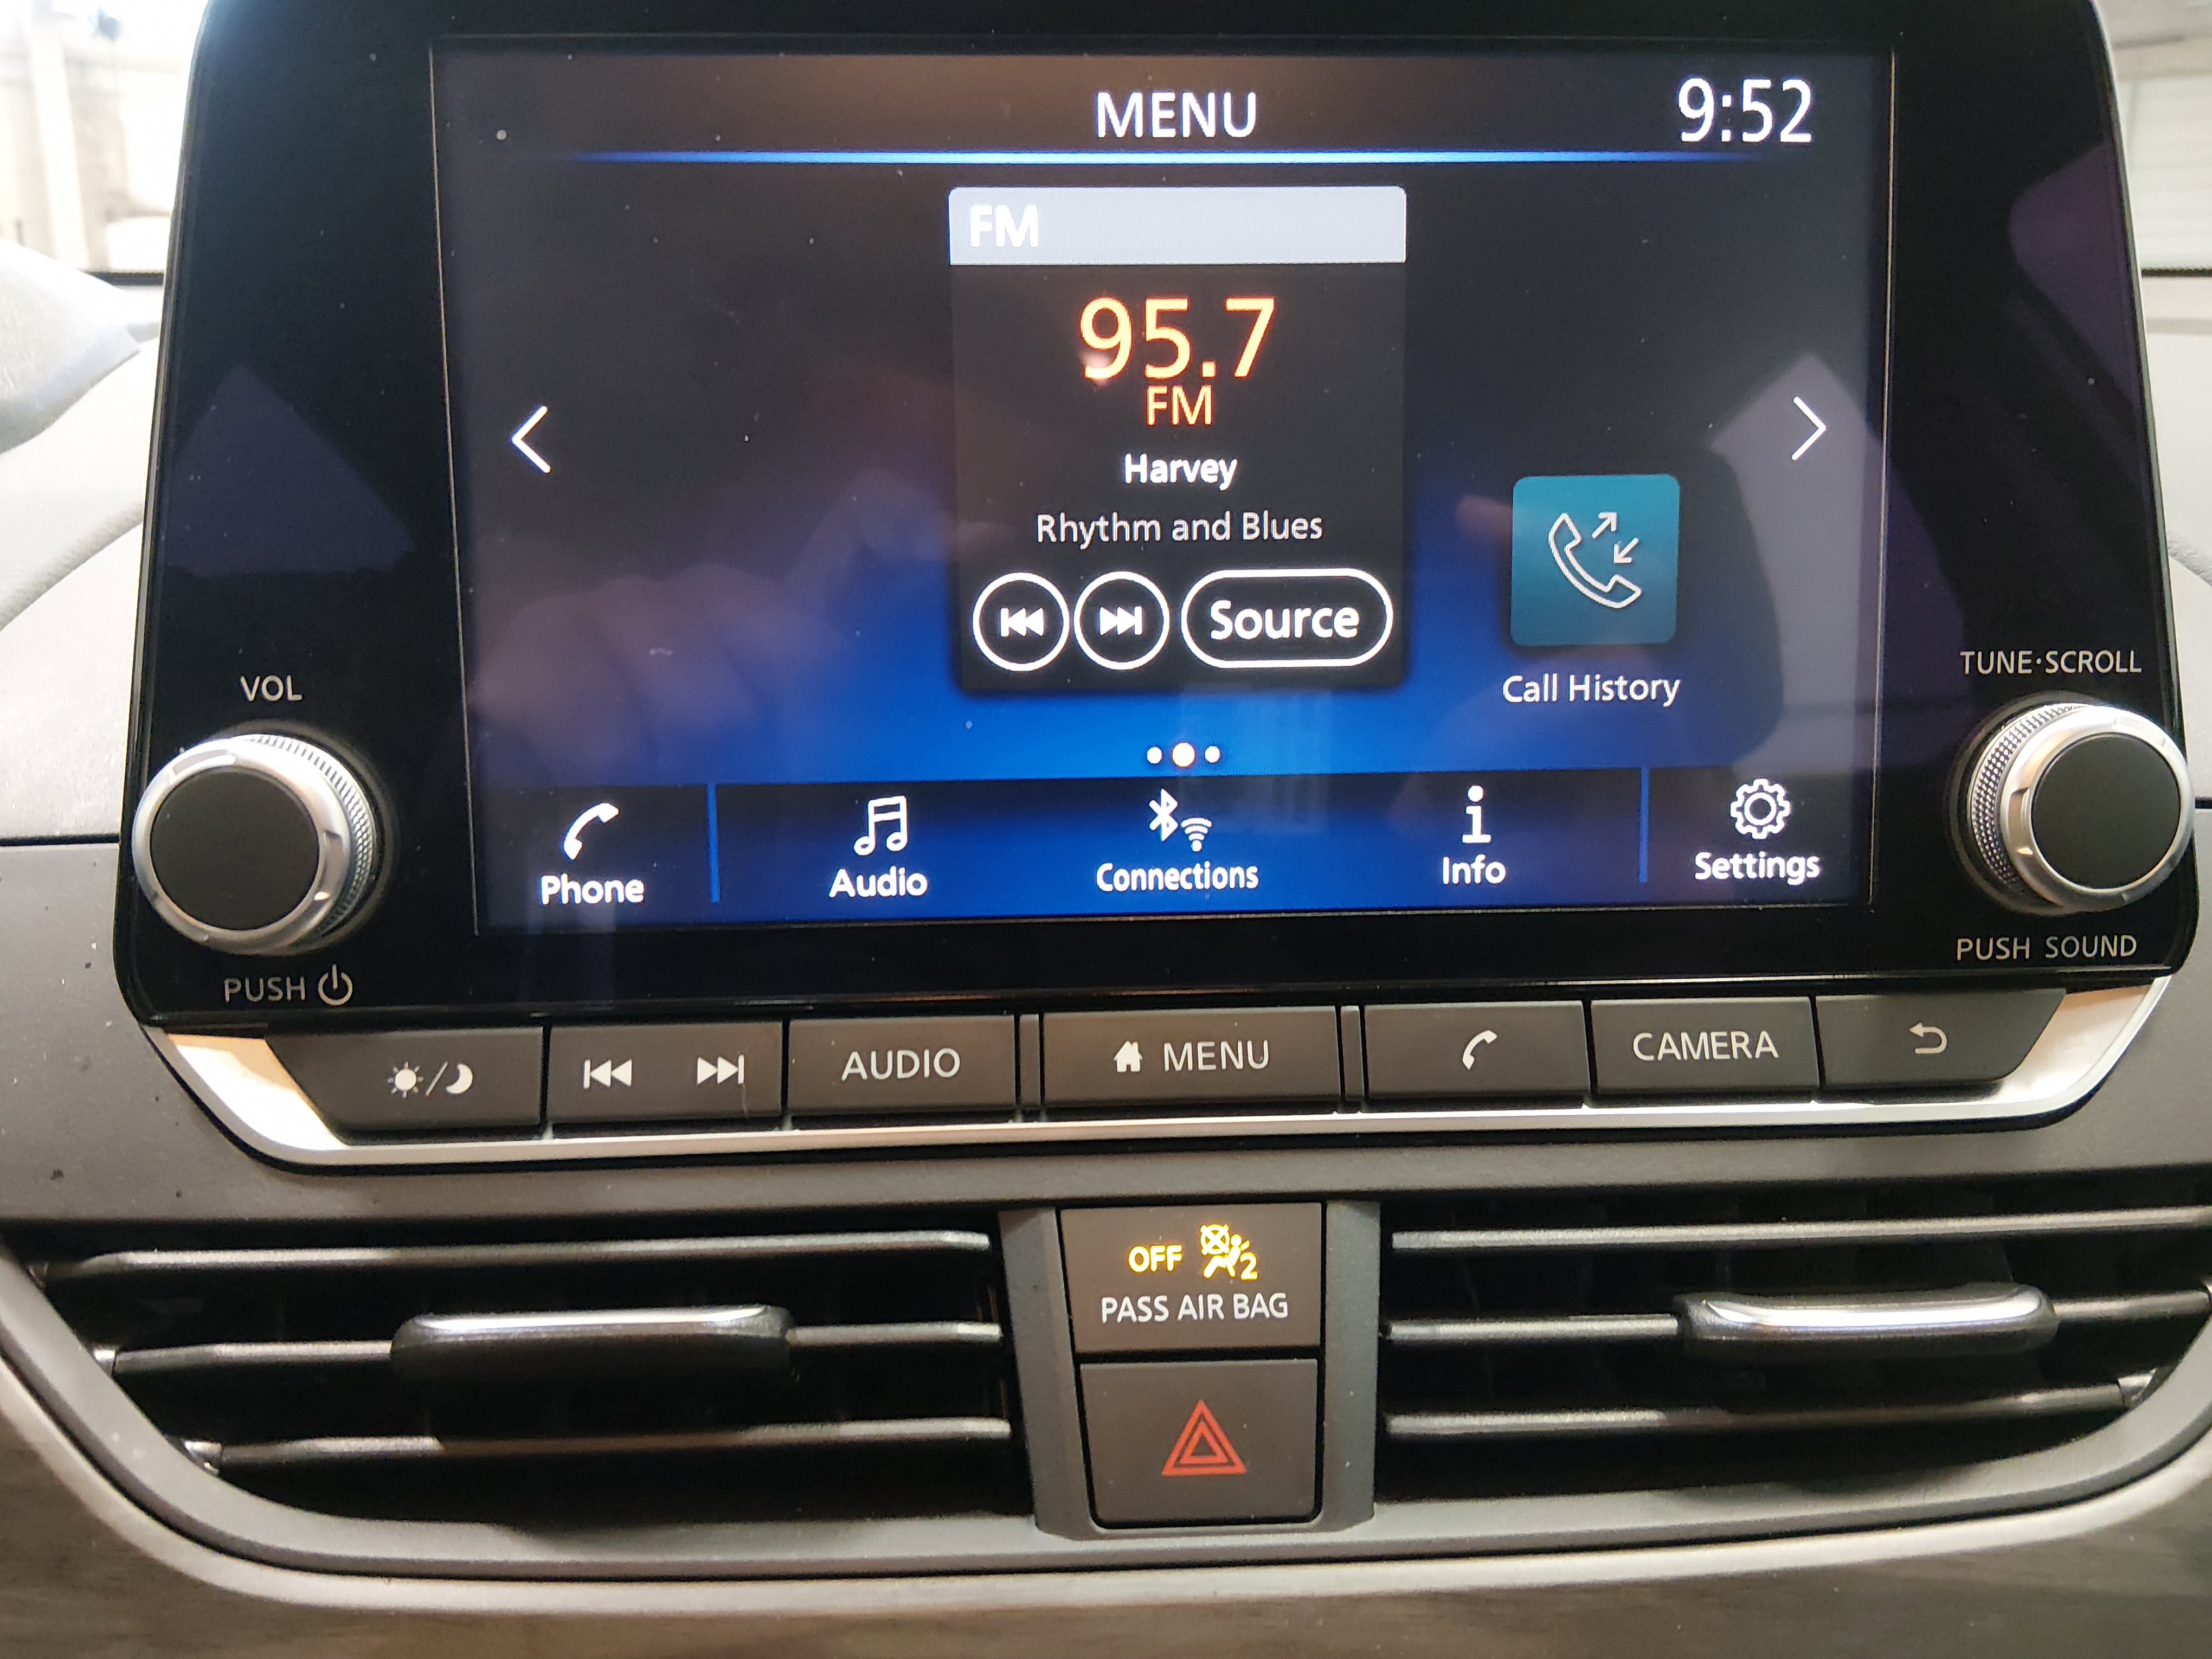 MENU 9:52
FM
95.7
FM
Harvey
Rhythm and Blues
Source
Call History
Phone Audio Connections Info Settings
VOL
PUSH
TUNE·SCROLL
PUSH SOUND
AUDIO MENU CAMERA
OFF 2
PASS AIR BAG